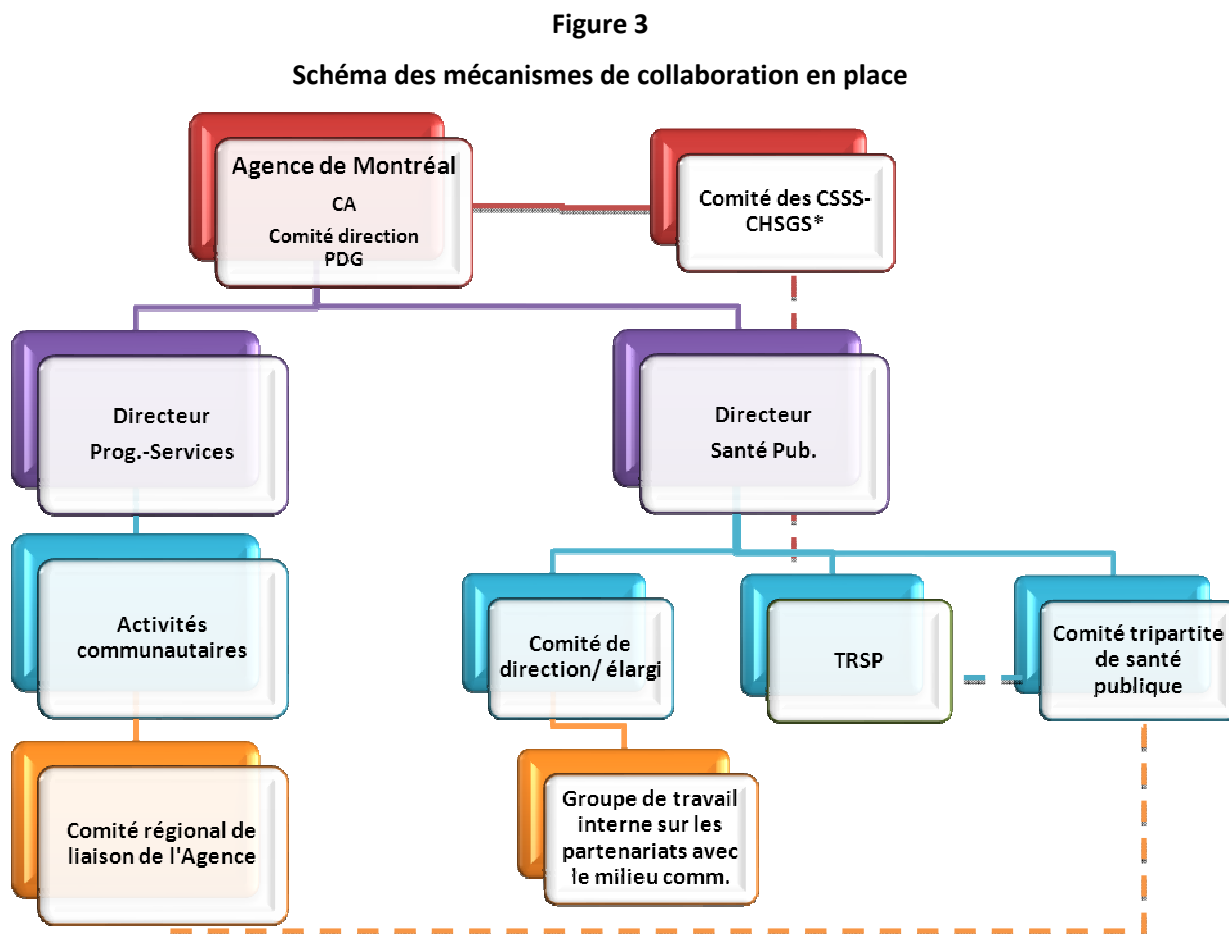 Figure 3
Schéma des mécanismes de collaboration en place
Agence de Montréal
CA
Comité direction
PDG
Comité des CSSS-
CHSGS*
Directeur
Prog.-Services
Directeur
Santé Pub.
Activités
communautaires
Comité de
direction/ élargi
TRSP
Comité tripartite
de santé
publique
Comité régional de
liaison de l'Agence
Groupe de travail
interne sur les
partenariats avec
le milieu comm.